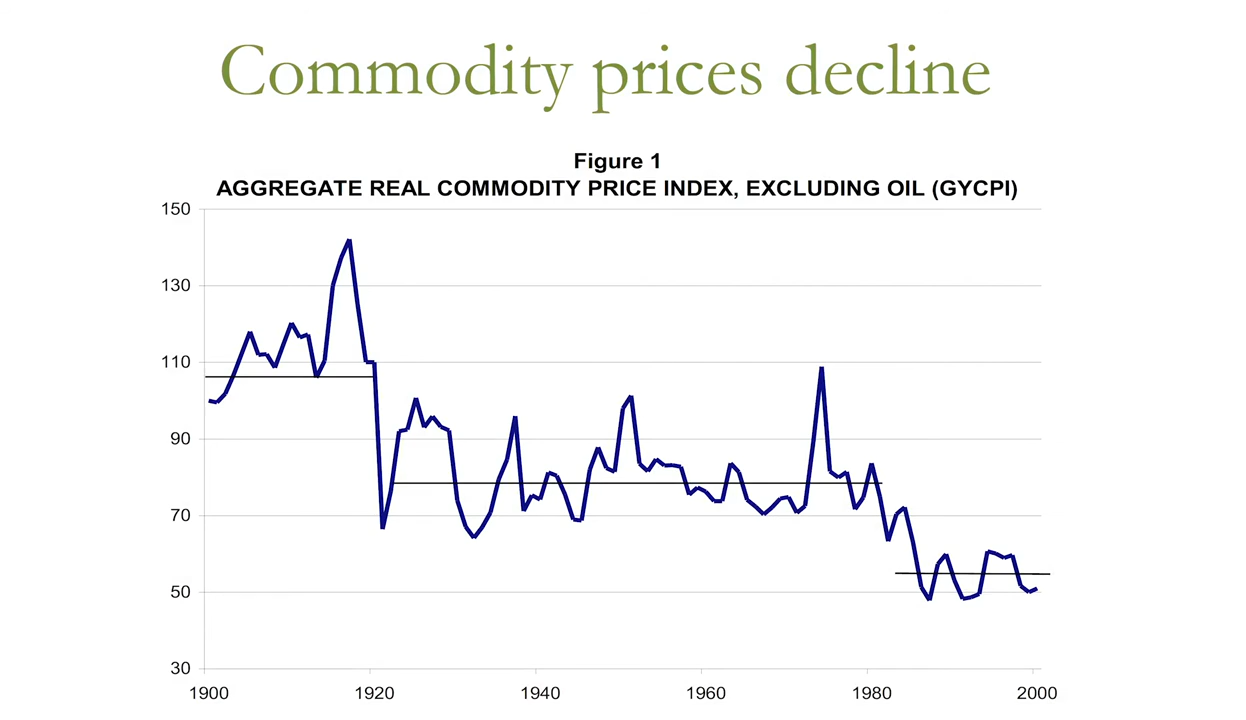 Commodity prices decline
Figure 1
AGGREGATE REAL COMMODITY PRICE INDEX, EXCLUDING OIL (GYCPI)
150
130
110
90
70
50
30
1900 1920 1940 1960 1980 2000